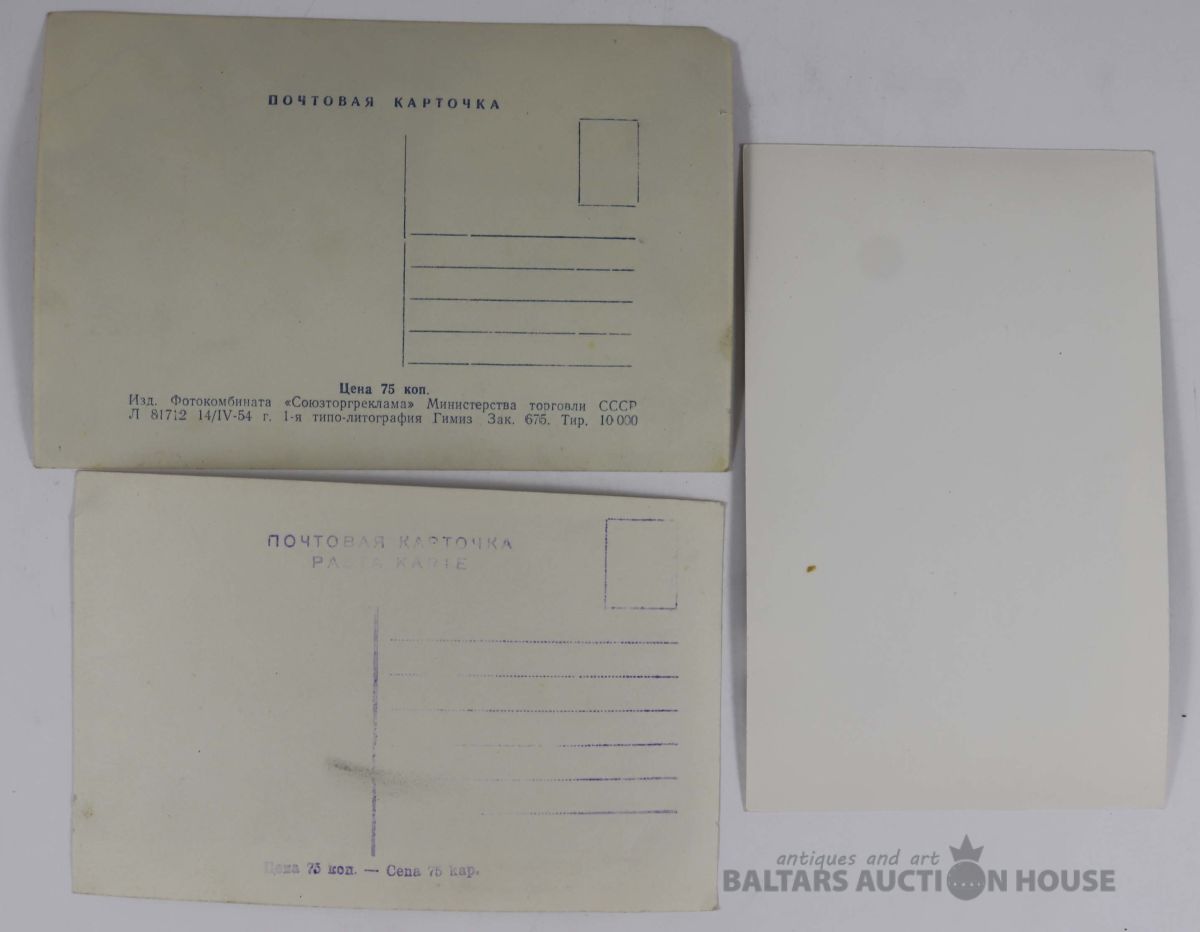 ПОЧТОВАЯ КАРТОЧКА
Цена 75 коп.
Изд. Фотокомбината «Союзторгреклама» Министерства торговли СССР
Л 81712 14/IV-54 г. 1-я типо-литография Гимиз Зак. 675. Тир. 10 000
ПОЧТОВАЯ КАРТОЧКА
PASTA KARTE
Цена 75 коп. — Cena 75 kap.
antiques and art
BALTARS AUCTION HOUSE